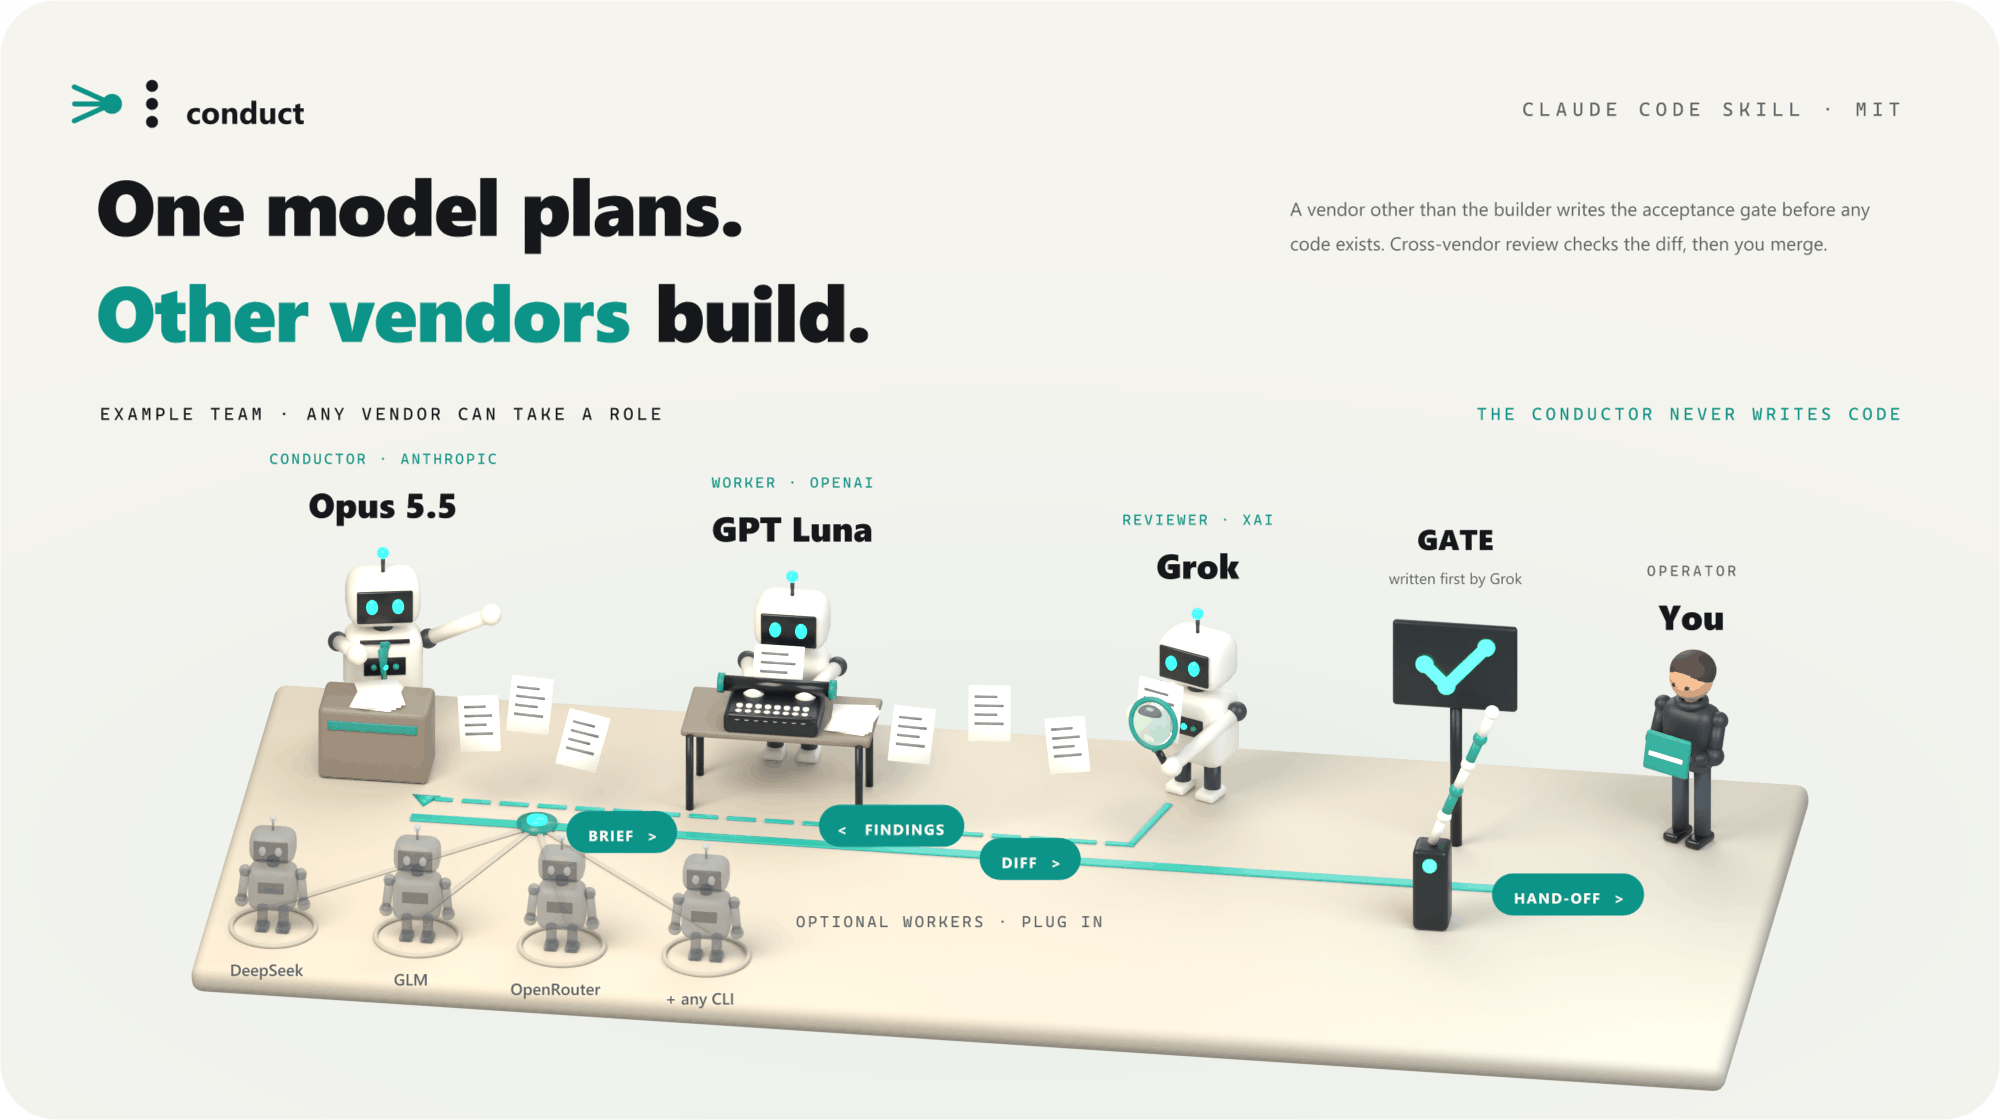 conduct
CLAUDE CODE SKILL · MIT
One model plans.
Other vendors build.
A vendor other than the builder writes the acceptance gate before any
code exists. Cross-vendor review checks the diff, then you merge.
EXAMPLE TEAM · ANY VENDOR CAN TAKE A ROLE
THE CONDUCTOR NEVER WRITES CODE
CONDUCTOR · ANTHROPIC
Opus 5.5
WORKER · OPENAI
GPT Luna
REVIEWER · XAI
Grok
GATE
written first by Grok
OPERATOR
You
BRIEF >
< FINDINGS
DIFF >
HAND-OFF >
OPTIONAL WORKERS · PLUG IN
DeepSeek
GLM
OpenRouter
+ any CLI